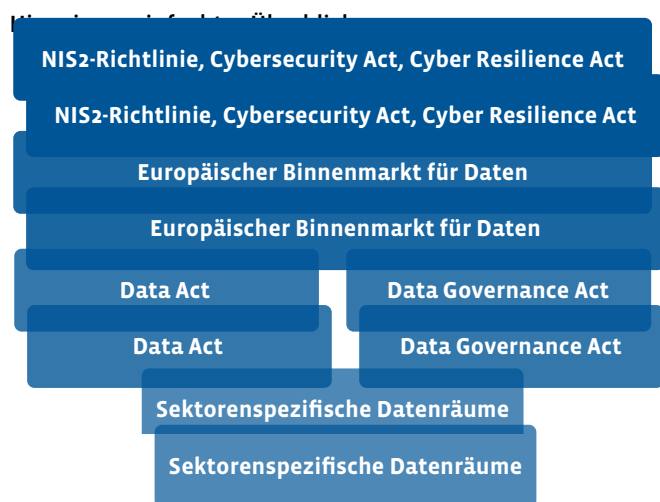 NIS2-Richtlinie, Cybersecurity Act, Cyber Resilience Act
NIS2-Richtlinie, Cybersecurity Act, Cyber Resilience Act
Europäischer Binnenmarkt für Daten
Europäischer Binnenmarkt für Daten
Data Act Data Governance Act
Data Act Data Governance Act
Sektorenspezifische Datenräume
Sektorenspezifische Datenräume